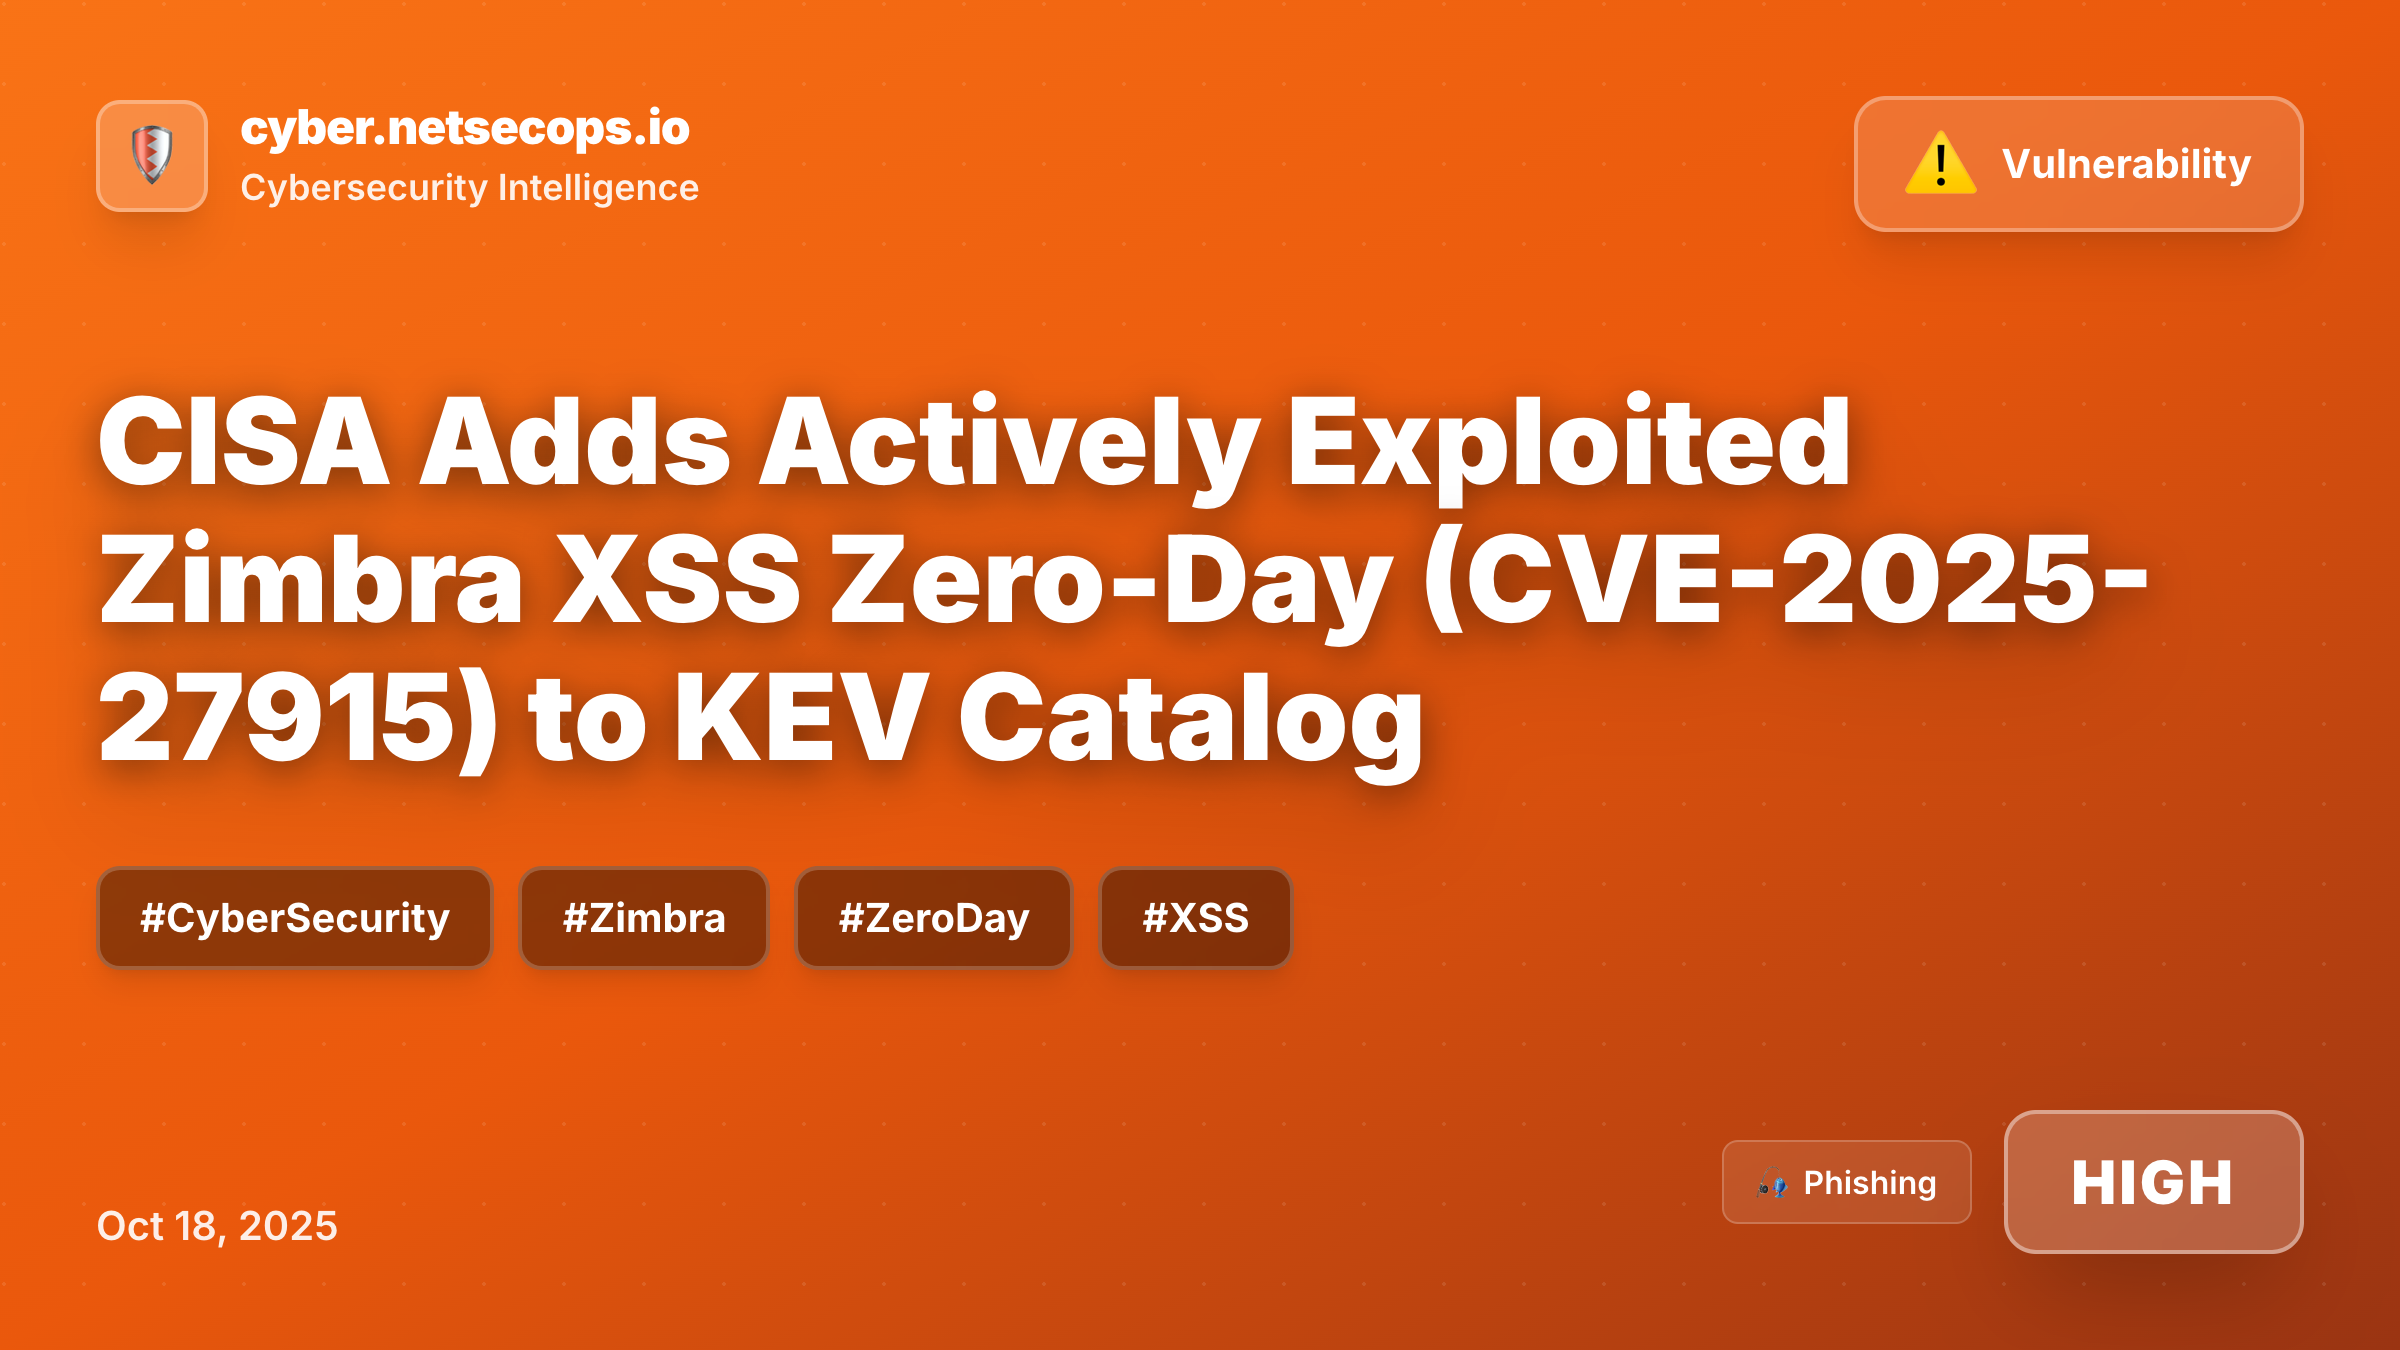 cyber.netsecops.io
Cybersecurity Intelligence
Vulnerability
CISA Adds Actively Exploited
Zimbra XSS Zero-Day (CVE-2025-
27915) to KEV Catalog
#CyberSecurity
#Zimbra
#ZeroDay
#XSS
Phishing
HIGH
Oct 18, 2025